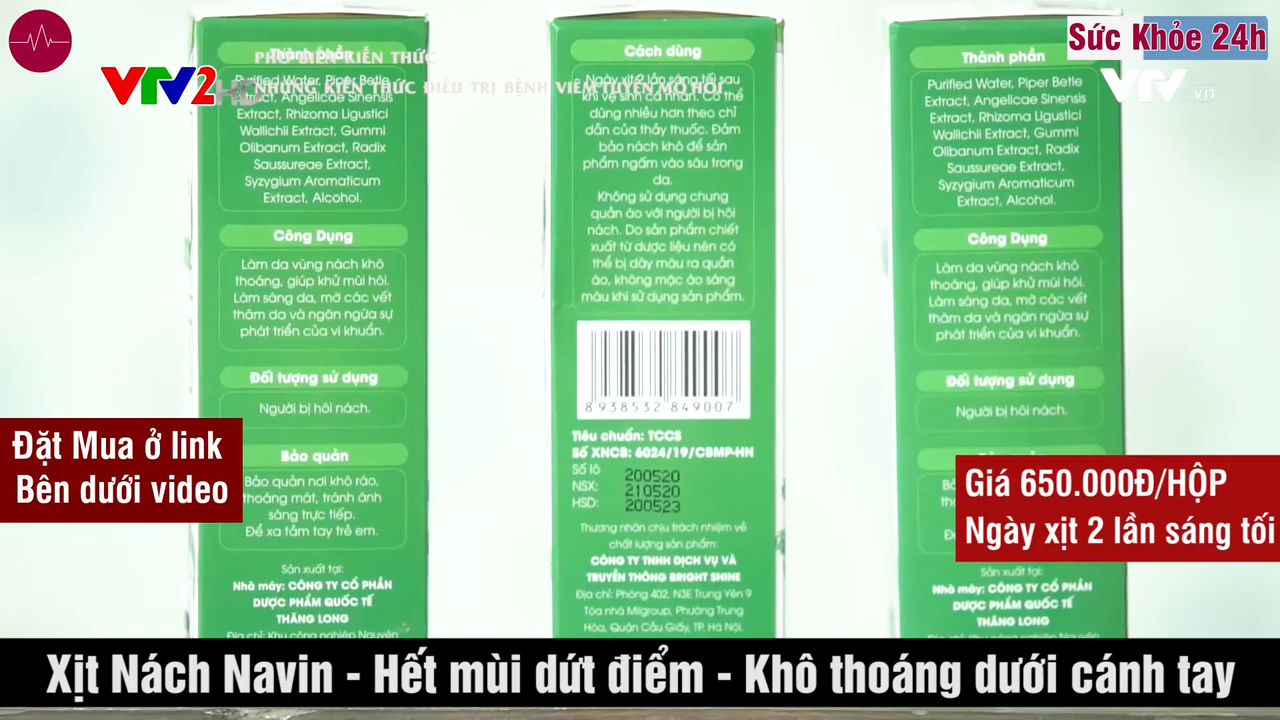 Sức Khỏe 24h
VTV2HD
VTV.vn
PHỔ BIẾN KIẾN THỨC
NHỮNG KIẾN THỨC ĐIỀU TRỊ BỆNH VIÊM TUYẾN MỒ HÔI
Thành phần
Purified Water, Piper Betle
Extract, Angelicae Sinensis
Extract, Rhizoma Ligustici
Wallichii Extract, Gummi
Olibanum Extract, Radix
Saussureae Extract,
Syzygium Aromaticum
Extract, Alcohol.
Công Dụng
Làm da vùng nách khô
thoáng, giúp khử mùi hôi.
Làm sáng da, mờ các vết
thâm da và ngăn ngừa sự
phát triển của vi khuẩn.
Đối tượng sử dụng
Người bị hôi nách.
Bảo quản
Bảo quản nơi khô ráo,
thoáng mát, tránh ánh
sáng trực tiếp.
Để xa tầm tay trẻ em.
Sản xuất tại:
Nhà máy: CÔNG TY CỔ PHẦN
DƯỢC PHẨM QUỐC TẾ
THĂNG LONG
Địa chỉ: Khu công nghiệp Nguyên
Cách dùng
Ngày xịt 2 lần sáng tối sau
khi vệ sinh cá nhân. Có thể
dùng nhiều hơn theo chỉ
dẫn của thầy thuốc. Đảm
bảo nách khô để sản
phẩm ngấm vào sâu trong
da.
Không sử dụng chung
quần áo với người bị hôi
nách. Do sản phẩm chiết
xuất từ dược liệu nên có
thể bị dây màu ra quần
áo, không mặc áo sáng
màu khi sử dụng sản phẩm.
8 938532 849007
Tiêu chuẩn: TCCS
Số XNCB: 6024/19/CBMP-HN
Số lô 200520
NSX: 210520
HSD: 200523
Thương nhân chịu trách nhiệm về
chất lượng sản phẩm:
CÔNG TY TNHH DỊCH VỤ VÀ
TRUYỀN THÔNG BRIGHT SHINE
Địa chỉ: Phòng 402, N3E Trung Yên 9
Tòa nhà Milgroup, Phường Trung
Hòa, Quận Cầu Giấy, TP. Hà Nội.
Thành phần
Purified Water, Piper Betle
Extract, Angelicae Sinensis
Extract, Rhizoma Ligustici
Wallichii Extract, Gummi
Olibanum Extract, Radix
Saussureae Extract,
Syzygium Aromaticum
Extract, Alcohol.
Công Dụng
Làm da vùng nách khô
thoáng, giúp khử mùi hôi.
Làm sáng da, mờ các vết
thâm da và ngăn ngừa sự
phát triển của vi khuẩn.
Đối tượng sử dụng
Người bị hôi nách.
Sản xuất tại:
Nhà máy: CÔNG TY CỔ PHẦN
DƯỢC PHẨM QUỐC TẾ
THĂNG LONG
Địa chỉ: Khu công nghiệp Nguyên
Đặt Mua ở link
Bên dưới video
Giá 650.000Đ/HỘP
Ngày xịt 2 lần sáng tối
Xịt Nách Navin - Hết mùi dứt điểm - Khô thoáng dưới cánh tay